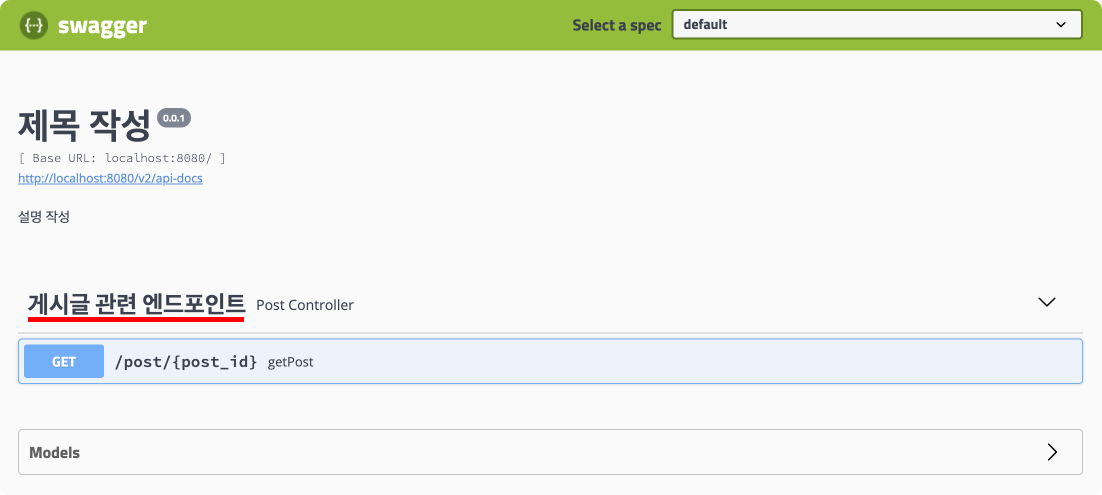 {···} swagger Select a spec default
제목 작성 0.0.1
[ Base URL: localhost:8080/ ]
http://localhost:8080/v2/api-docs
설명 작성
게시글 관련 엔드포인트 Post Controller
GET /post/{post_id} getPost
Models